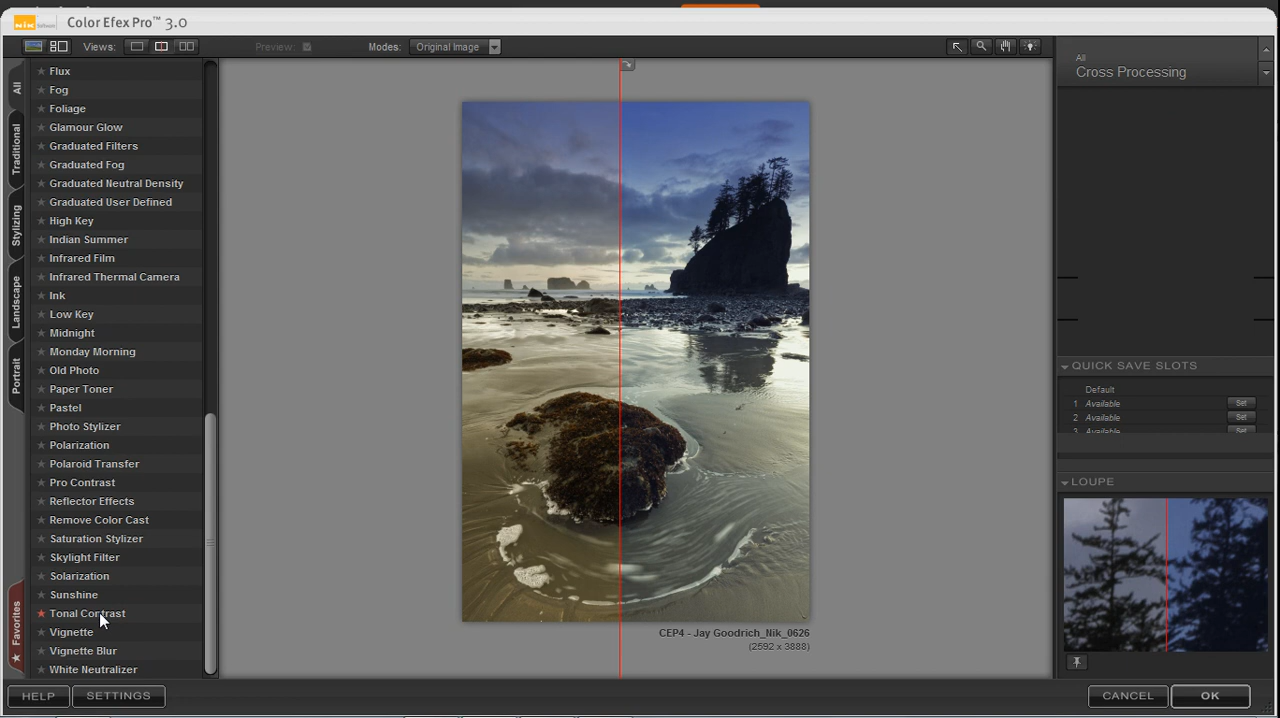 Nik Software Color Efex Pro™ 3.0
Views: Preview: Modes: Original Image
All
Traditional
Stylizing
Landscape
Portrait
Favorites
Flux
Fog
Foliage
Glamour Glow
Graduated Filters
Graduated Fog
Graduated Neutral Density
Graduated User Defined
High Key
Indian Summer
Infrared Film
Infrared Thermal Camera
Ink
Low Key
Midnight
Monday Morning
Old Photo
Paper Toner
Pastel
Photo Stylizer
Polarization
Polaroid Transfer
Pro Contrast
Reflector Effects
Remove Color Cast
Saturation Stylizer
Skylight Filter
Solarization
Sunshine
Tonal Contrast
Vignette
Vignette Blur
White Neutralizer
HELP SETTINGS
CEP4 - Jay Goodrich_Nik_0626
(2592 x 3888)
All
Cross Processing
QUICK SAVE SLOTS
Default
1 Available Set
2 Available Set
3 Available Set
LOUPE
CANCEL OK